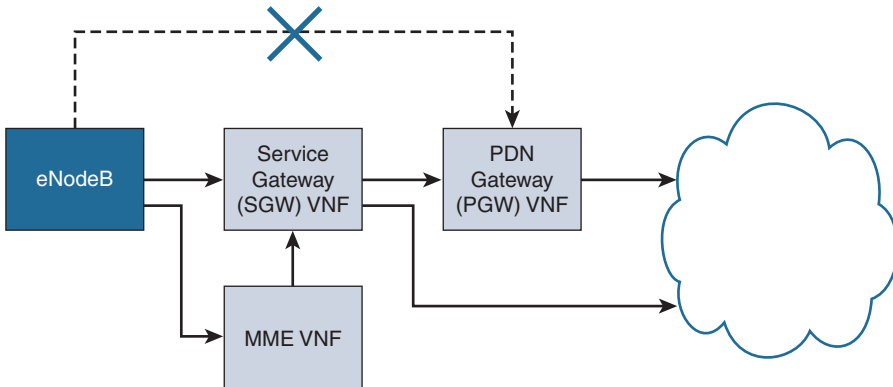 eNodeB
Service
Gateway
(SGW) VNF
PDN
Gateway
(PGW) VNF
MME VNF